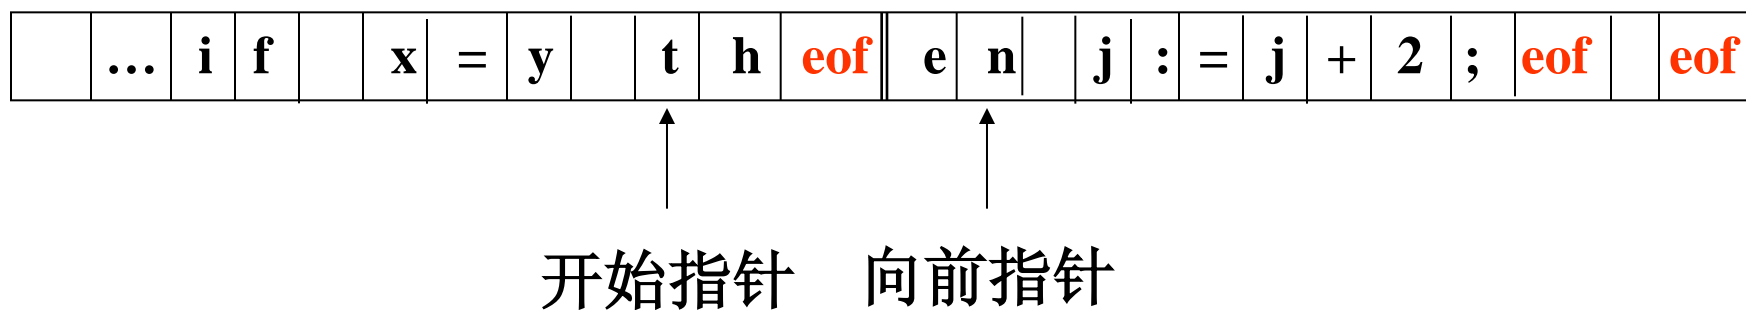 … i f x = y t h eof e n j : = j + 2 ; eof eof
开始指针 向前指针